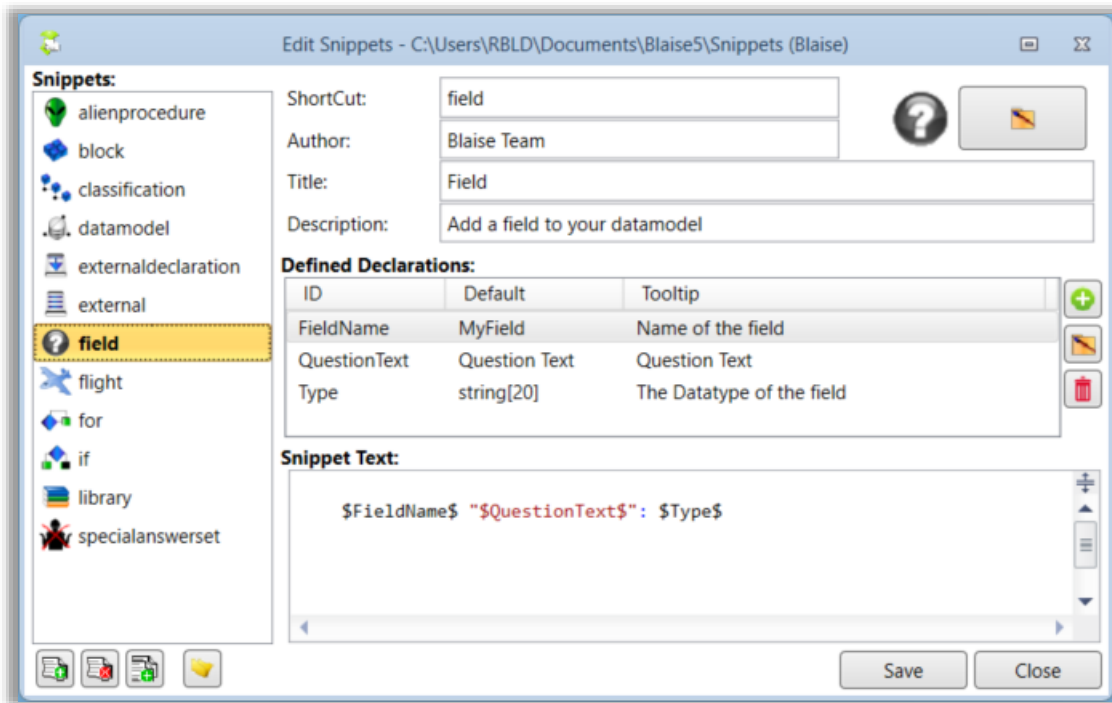 Edit Snippets - C:\Users\RBLD\Documents\Blaise5\Snippets (Blaise)
Snippets:
alienprocedure
block
classification
datamodel
externaldeclaration
external
field
flight
for
if
library
specialanswerset
ShortCut: field
Author: Blaise Team
Title: Field
Description: Add a field to your datamodel
Defined Declarations:
ID Default Tooltip
FieldName MyField Name of the field
QuestionText Question Text Question Text
Type string[20] The Datatype of the field
Snippet Text:
$FieldName$ "$QuestionText$": $Type$
Save Close